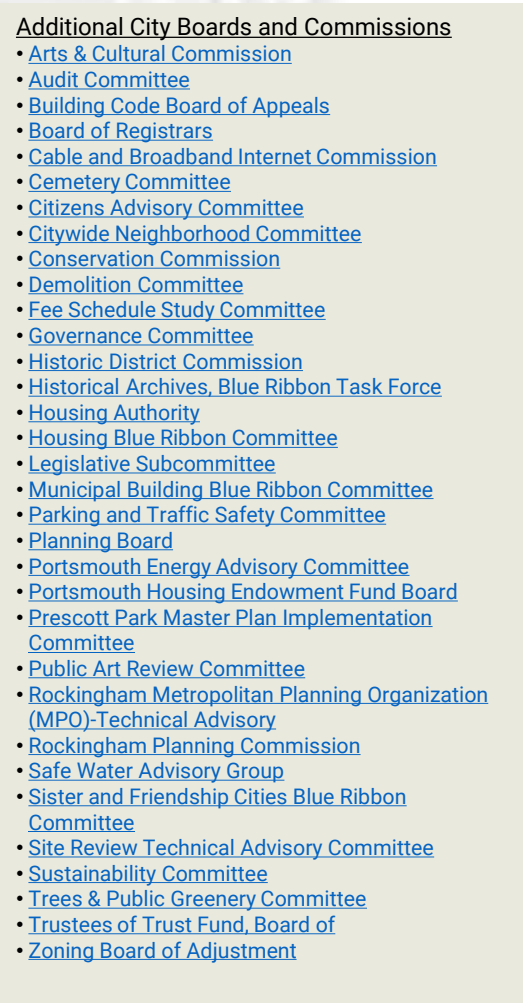 Additional City Boards and Commissions
• Arts & Cultural Commission
• Audit Committee
• Building Code Board of Appeals
• Board of Registrars
• Cable and Broadband Internet Commission
• Cemetery Committee
• Citizens Advisory Committee
• Citywide Neighborhood Committee
• Conservation Commission
• Demolition Committee
• Fee Schedule Study Committee
• Governance Committee
• Historic District Commission
• Historical Archives, Blue Ribbon Task Force
• Housing Authority
• Housing Blue Ribbon Committee
• Legislative Subcommittee
• Municipal Building Blue Ribbon Committee
• Parking and Traffic Safety Committee
• Planning Board
• Portsmouth Energy Advisory Committee
• Portsmouth Housing Endowment Fund Board
• Prescott Park Master Plan Implementation
Committee
• Public Art Review Committee
• Rockingham Metropolitan Planning Organization
(MPO)-Technical Advisory
• Rockingham Planning Commission
• Safe Water Advisory Group
• Sister and Friendship Cities Blue Ribbon
Committee
• Site Review Technical Advisory Committee
• Sustainability Committee
• Trees & Public Greenery Committee
• Trustees of Trust Fund, Board of
• Zoning Board of Adjustment